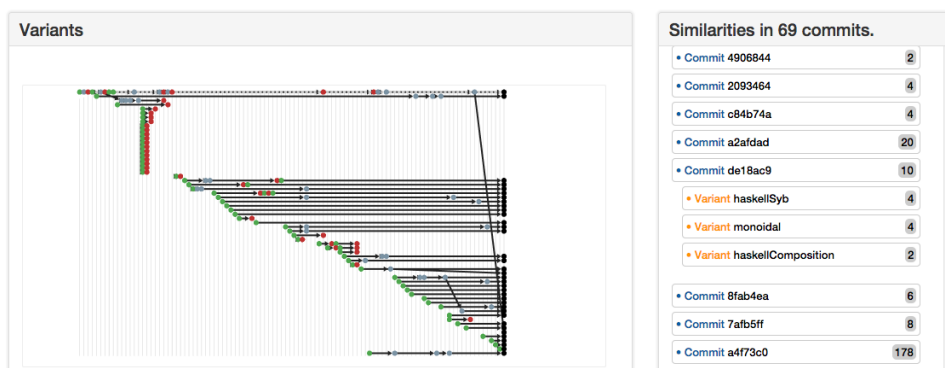 Variants
Similarities in 69 commits.
• Commit 4906844 2
• Commit 2093464 4
• Commit c84b74a 4
• Commit a2afdad 20
• Commit de18ac9 10
• Variant haskellSyb 4
• Variant monoidal 4
• Variant haskellComposition 2
• Commit 8fab4ea 6
• Commit 7afb5ff 8
• Commit a4f73c0 178